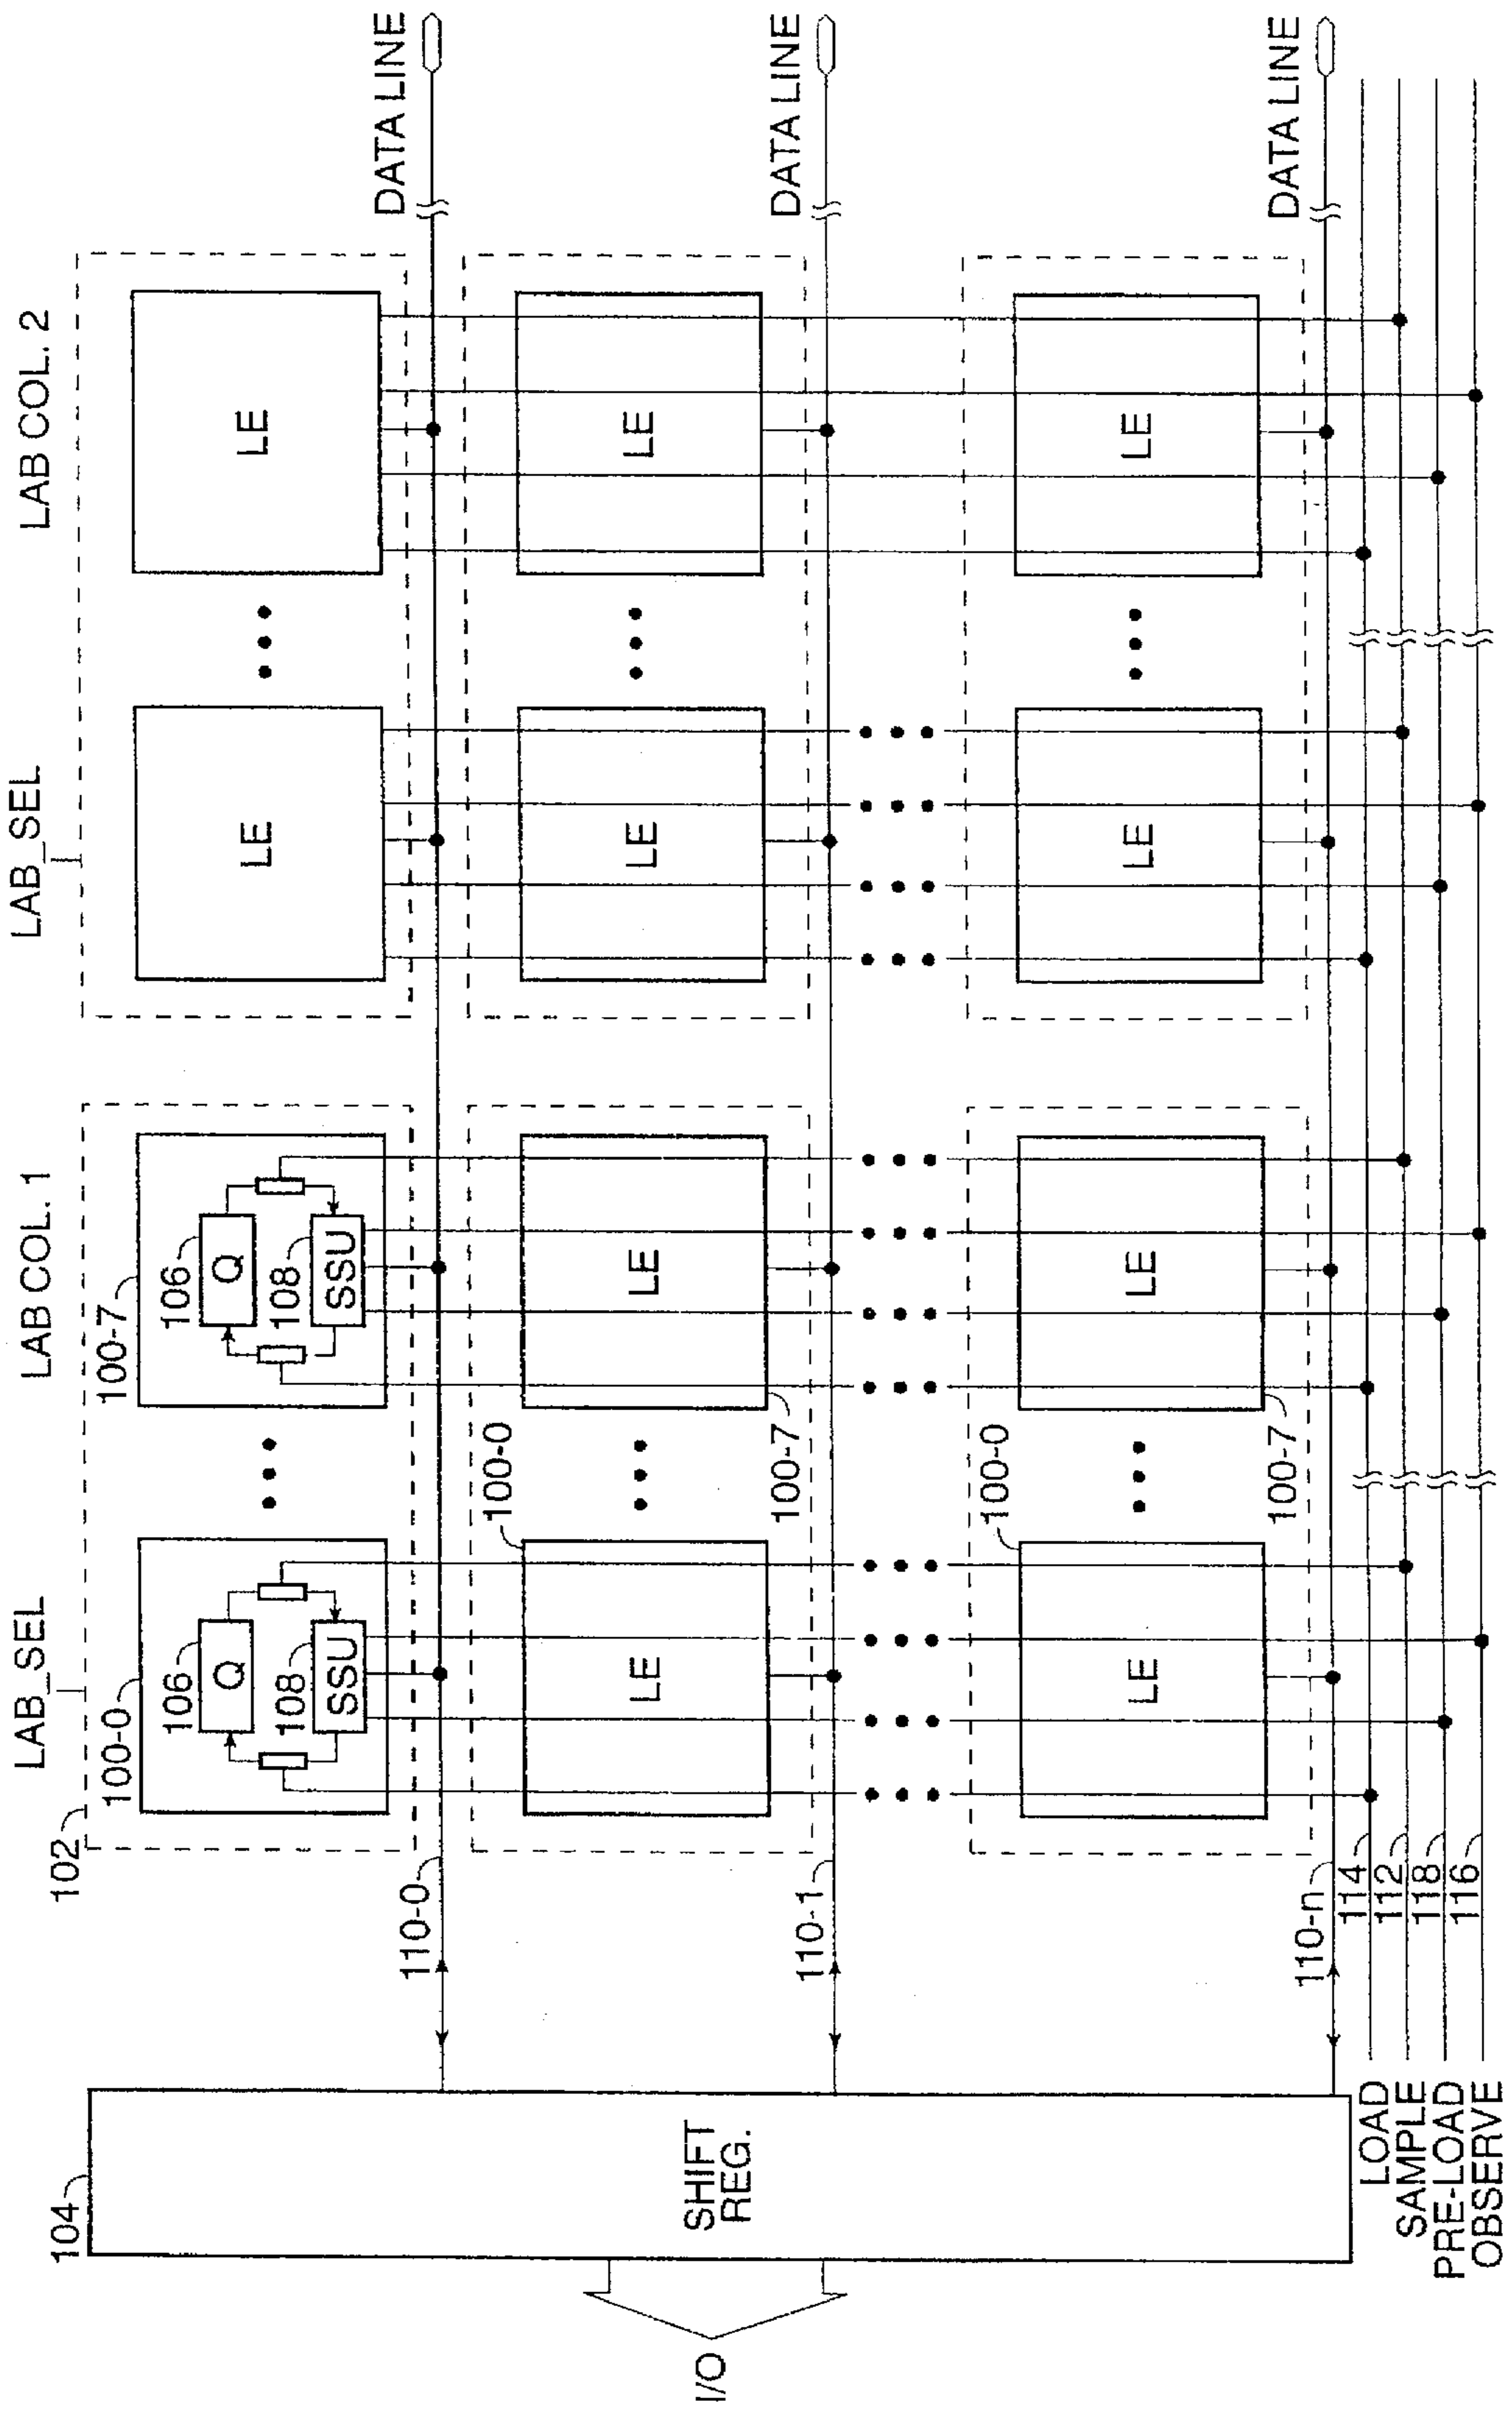 LAB_SEL
LAB COL. 1
LAB_SEL
LAB COL. 2
102
100-0
100-7
106
Q
108
SSU
106
Q
108
SSU
LE
LE
DATA LINE
110-0
100-0
LE
LE
LE
LE
100-7
DATA LINE
110-1
100-0
LE
LE
LE
LE
100-7
DATA LINE
110-n
104
SHIFT
REG.
I/O
LOAD
114
SAMPLE
112
PRE-LOAD
118
OBSERVE
116